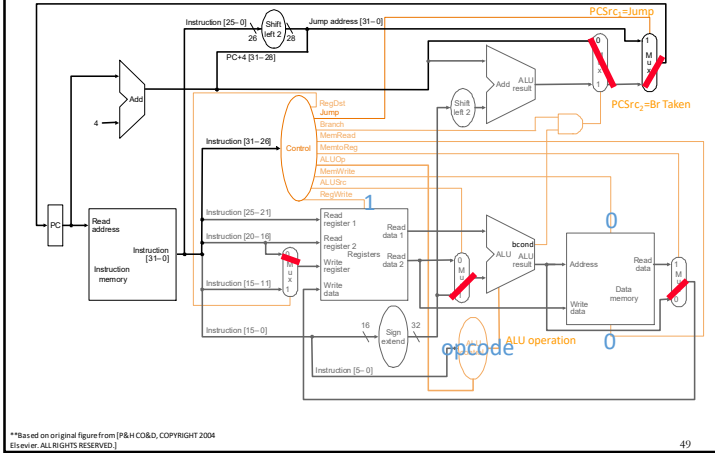 PCSrc1=Jump
Instruction [25–0]
Shift left 2
Jump address [31–0]
26
28
PC+4 [31–28]
0
M
u
x
1
1
M
u
x
Add
4
Add
ALU
result
Shift
left 2
PCSrc2=Br Taken
RegDst
Jump
Branch
MemRead
MemtoReg
ALUOp
MemWrite
ALUSrc
RegWrite
Instruction [31–26]
Control
PC
Read
address
Instruction
[31–0]
Instruction
memory
Instruction [25–21]
Instruction [20–16]
Instruction [15–11]
Instruction [15–0]
Instruction [5–0]
0
M
u
x
1
1
Read
register 1
Read
register 2
Registers
Write
register
Write
data
Read
data 1
Read
data 2
0
M
u
ALU
bcond
ALU
result
0
Address
Read
data
Data
memory
Write
data
0
1
M
u
0
16
Sign
extend
32
opcode
ALU operation
**Based on original figure from [P&H CO&D, COPYRIGHT 2004
Elsevier. ALL RIGHTS RESERVED.]
49